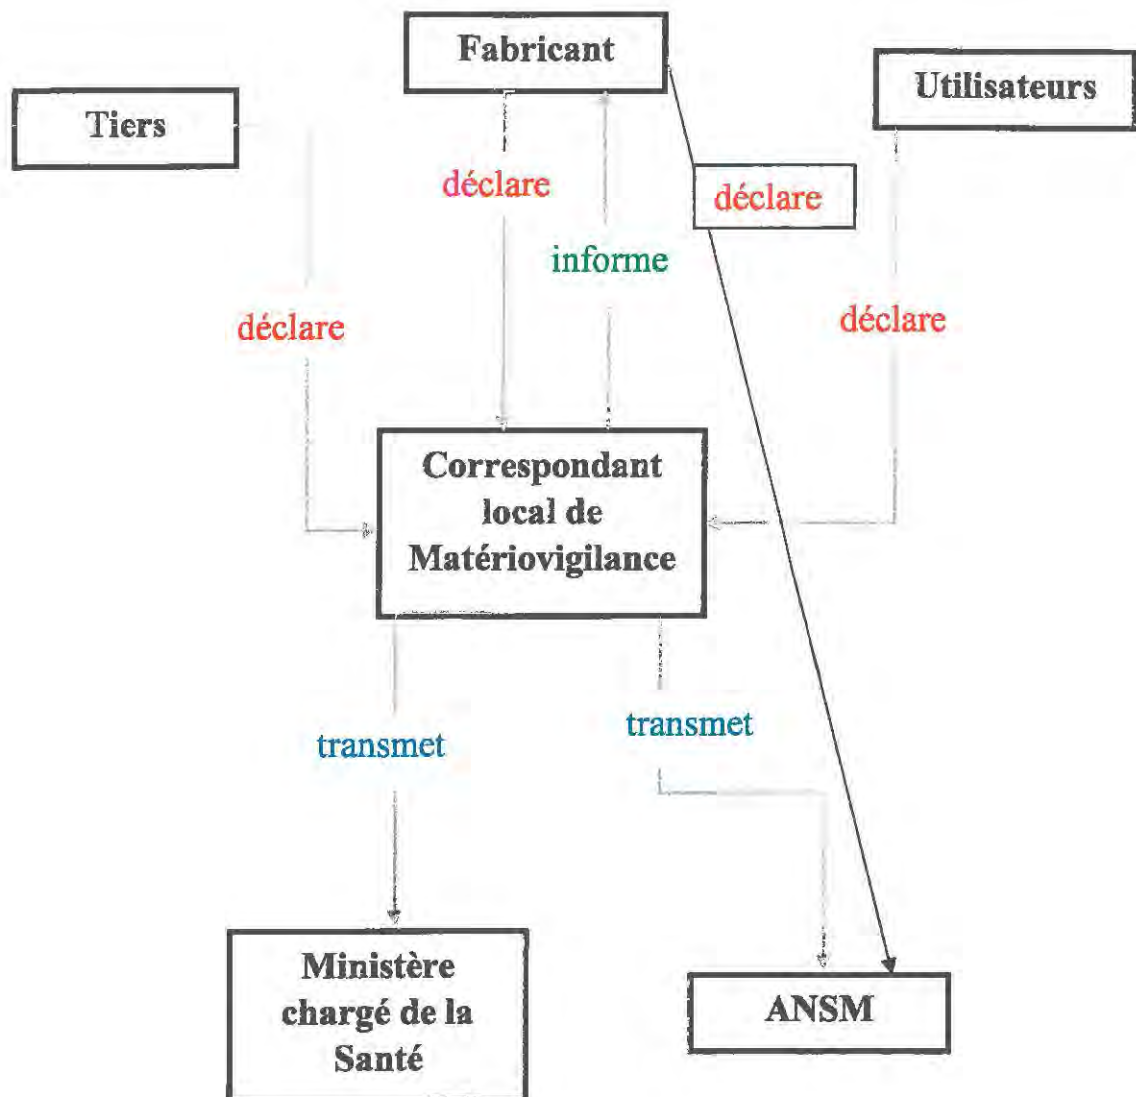 Fabricant
Utilisateurs
Tiers
déclare
déclare
informe
déclare
déclare
Correspondant
local de
Matériovigilance
transmet
transmet
Ministère
chargé de la
Santé
ANSM